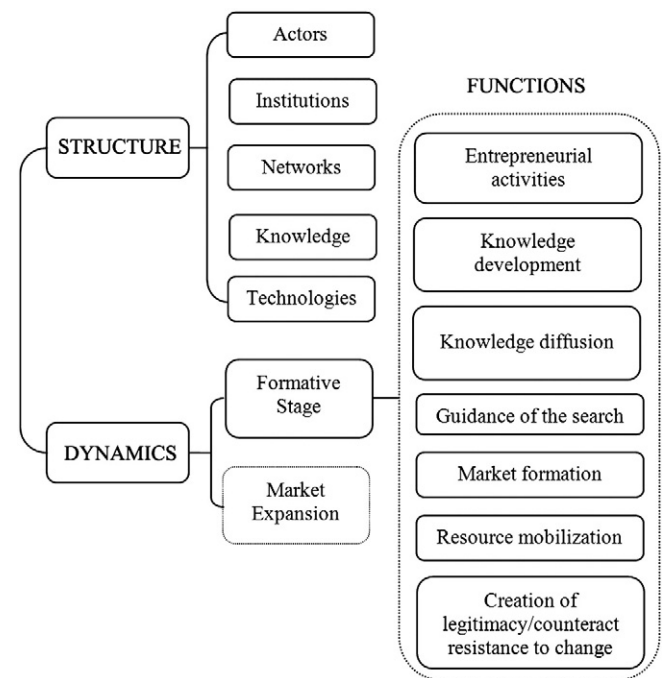 STRUCTURE
Actors
Institutions
Networks
Knowledge
Technologies
DYNAMICS
Formative
Stage
Market
Expansion
FUNCTIONS
Entrepreneurial
activities
Knowledge
development
Knowledge diffusion
Guidance of the search
Market formation
Resource mobilization
Creation of
legitimacy/counteract
resistance to change